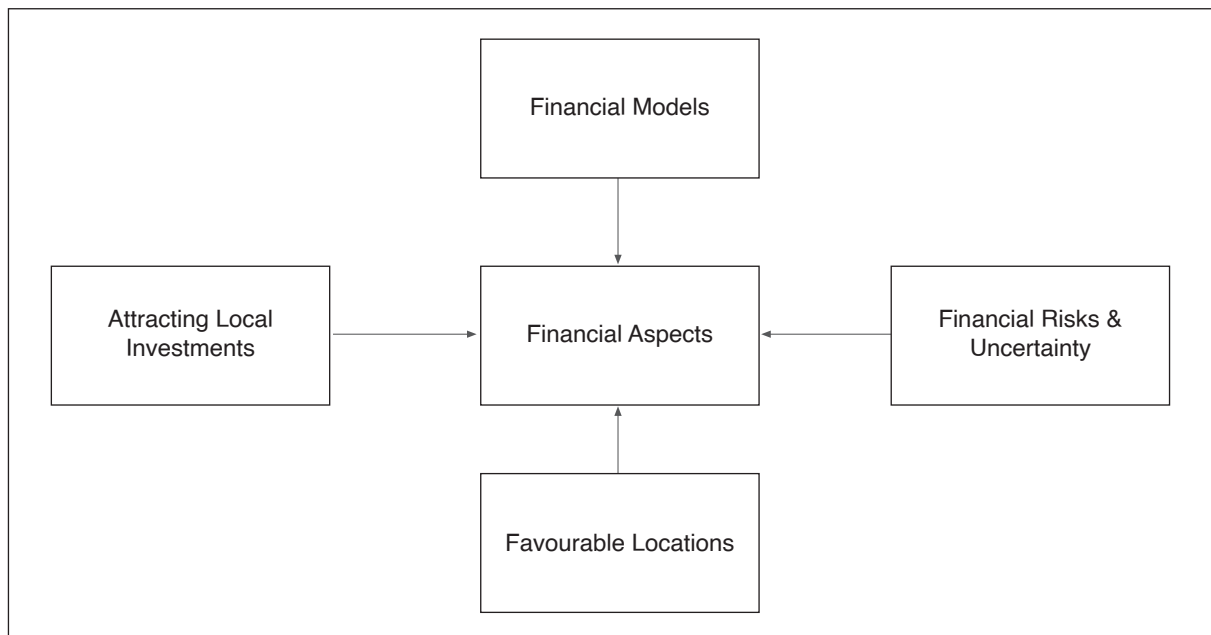 Financial Models
Attracting Local
Investments
Financial Aspects
Financial Risks &
Uncertainty
Favourable Locations